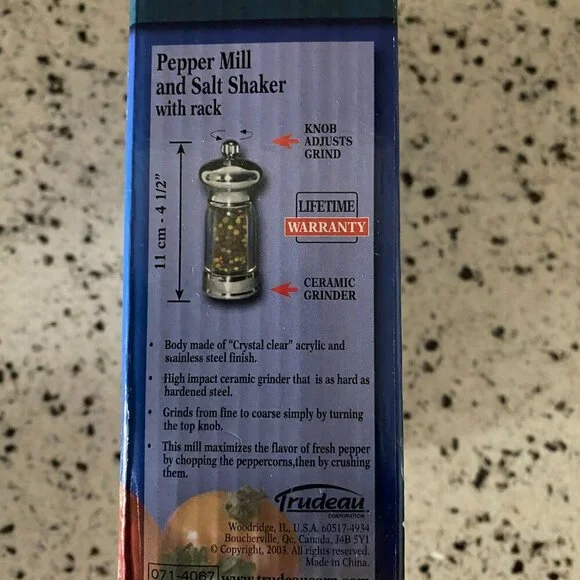 Pepper Mill
and Salt Shaker
with rack
KNOB
ADJUSTS
GRIND
11 cm - 4 1/2"
LIFETIME
WARRANTY
CERAMIC
GRINDER
• Body made of "Crystal clear" acrylic and
stainless steel finish.
• High impact ceramic grinder that is as hard as
hardened steel.
• Grinds from fine to coarse simply by turning
the top knob.
• This mill maximizes the flavor of fresh pepper
by chopping the peppercorns,then by crushing
them.
Trudeau
CORPORATION
Woodridge, IL, U.S.A. 60517-4934
Boucherville, Qc, Canada, J4B 5Y1
© Copyright, 2003. All rights reserved.
Made in China.
071-4067 www.trudeaucorp.com